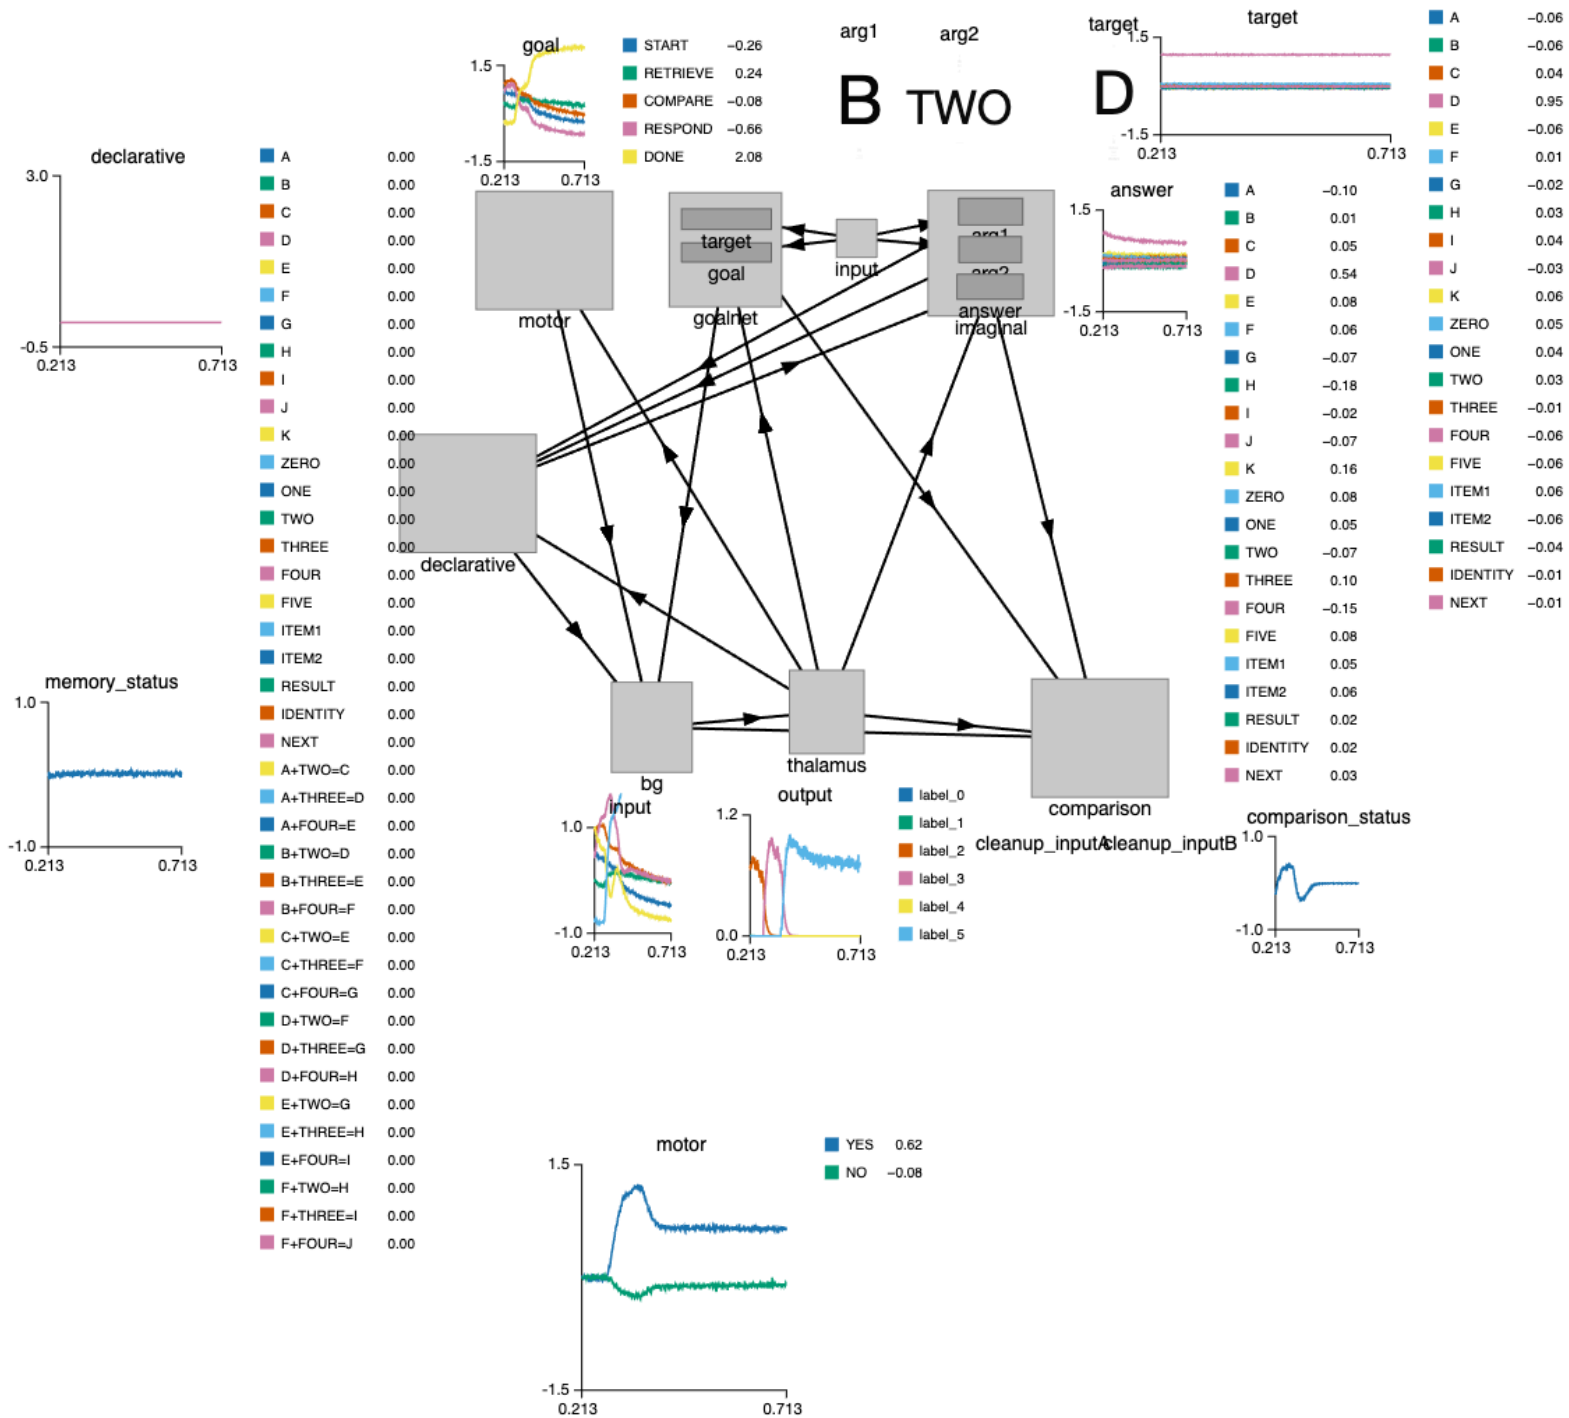 goal
1.5
-1.5
0.213 0.713
START -0.26
RETRIEVE 0.24
COMPARE -0.08
RESPOND -0.66
DONE 2.08
arg1
B
arg2
TWO
target
D
target
1.5
-1.5
0.213 0.713
A -0.06
B -0.06
C 0.04
D 0.95
E -0.06
F 0.01
G -0.02
H 0.03
I 0.04
J -0.03
K 0.06
ZERO 0.05
ONE 0.04
TWO 0.03
THREE -0.01
FOUR -0.06
FIVE -0.06
ITEM1 0.06
ITEM2 -0.06
RESULT -0.04
IDENTITY -0.01
NEXT -0.01
declarative
3.0
-0.5
0.213 0.713
A 0.00
B 0.00
C 0.00
D 0.00
E 0.00
F 0.00
G 0.00
H 0.00
I 0.00
J 0.00
K 0.00
ZERO 0.00
ONE 0.00
TWO 0.00
THREE 0.00
FOUR 0.00
FIVE 0.00
ITEM1 0.00
ITEM2 0.00
RESULT 0.00
IDENTITY 0.00
NEXT 0.00
A+TWO=C 0.00
A+THREE=D 0.00
A+FOUR=E 0.00
B+TWO=D 0.00
B+THREE=E 0.00
B+FOUR=F 0.00
C+TWO=E 0.00
C+THREE=F 0.00
C+FOUR=G 0.00
D+TWO=F 0.00
D+THREE=G 0.00
D+FOUR=H 0.00
E+TWO=G 0.00
E+THREE=H 0.00
E+FOUR=I 0.00
F+TWO=H 0.00
F+THREE=I 0.00
F+FOUR=J 0.00
motor
target
goal
goalnet
input
arg1
arg2
answer
imaginal
answer
1.5
-1.5
0.213 0.713
A -0.10
B 0.01
C 0.05
D 0.54
E 0.08
F 0.06
G -0.07
H -0.18
I -0.02
J -0.07
K 0.16
ZERO 0.08
ONE 0.05
TWO -0.07
THREE 0.10
FOUR -0.15
FIVE 0.08
ITEM1 0.05
ITEM2 0.06
RESULT 0.02
IDENTITY 0.02
NEXT 0.03
declarative
memory_status
1.0
-1.0
0.213 0.713
bg
thalamus
comparison
input
1.0
-1.0
0.213 0.713
output
1.2
0.0
0.213 0.713
label_0
label_1
label_2
label_3
label_4
label_5
cleanup_inputA
cleanup_inputB
comparison_status
1.0
-1.0
0.213 0.713
motor
1.5
-1.5
0.213 0.713
YES 0.62
NO -0.08